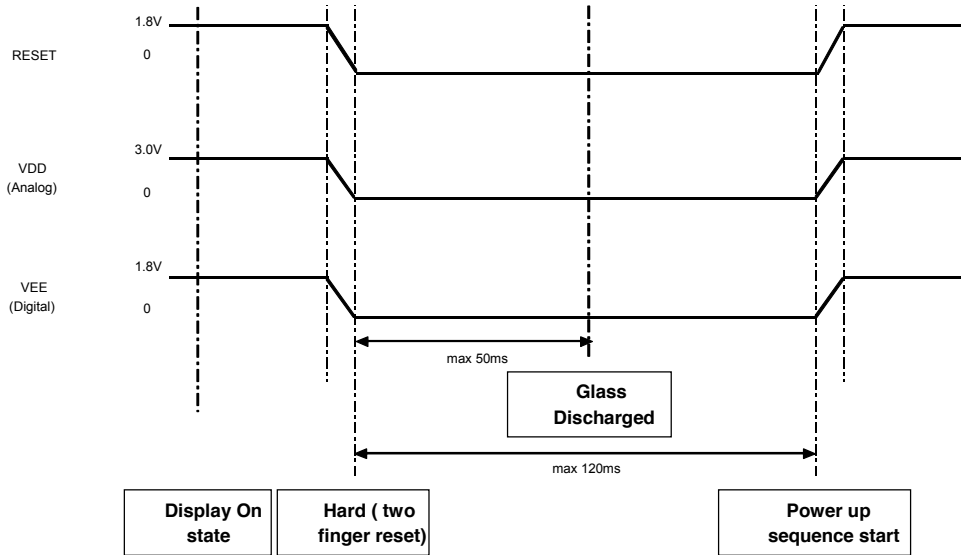 1.8V
RESET
0
3.0V
VDD
(Analog)
0
1.8V
VEE
(Digital)
0
max 50ms
Glass
Discharged
max 120ms
Display On
state
Hard ( two
finger reset)
Power up
sequence start